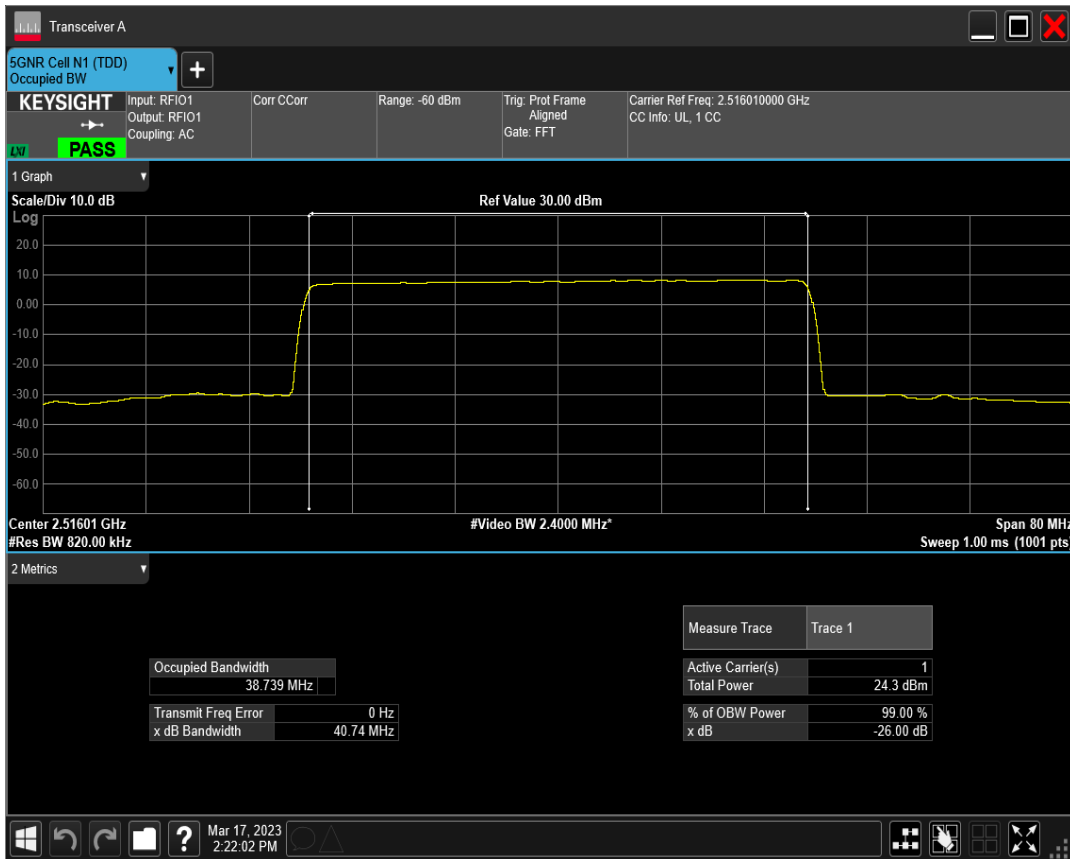 Transceiver A
5GNR Cell N1 (TDD)
Occupied BW
+
KEYSIGHT
LXI
PASS
Input: RFIO1
Output: RFIO1
Coupling: AC
Corr CCorr
Range: -60 dBm
Trig: Prot Frame
Aligned
Gate: FFT
Carrier Ref Freq: 2.516010000 GHz
CC Info: UL, 1 CC
1 Graph
Scale/Div 10.0 dB
Ref Value 30.00 dBm
Log
20.0
10.0
0.00
-10.0
-20.0
-30.0
-40.0
-50.0
-60.0
Center 2.51601 GHz
#Video BW 2.4000 MHz*
Span 80 MHz
#Res BW 820.00 kHz
Sweep 1.00 ms (1001 pts)
2 Metrics
Measure Trace Trace 1
Occupied Bandwidth
38.739 MHz
Transmit Freq Error 0 Hz
x dB Bandwidth 40.74 MHz
Active Carrier(s) 1
Total Power 24.3 dBm
% of OBW Power 99.00 %
x dB -26.00 dB
?
Mar 17, 2023
2:22:02 PM